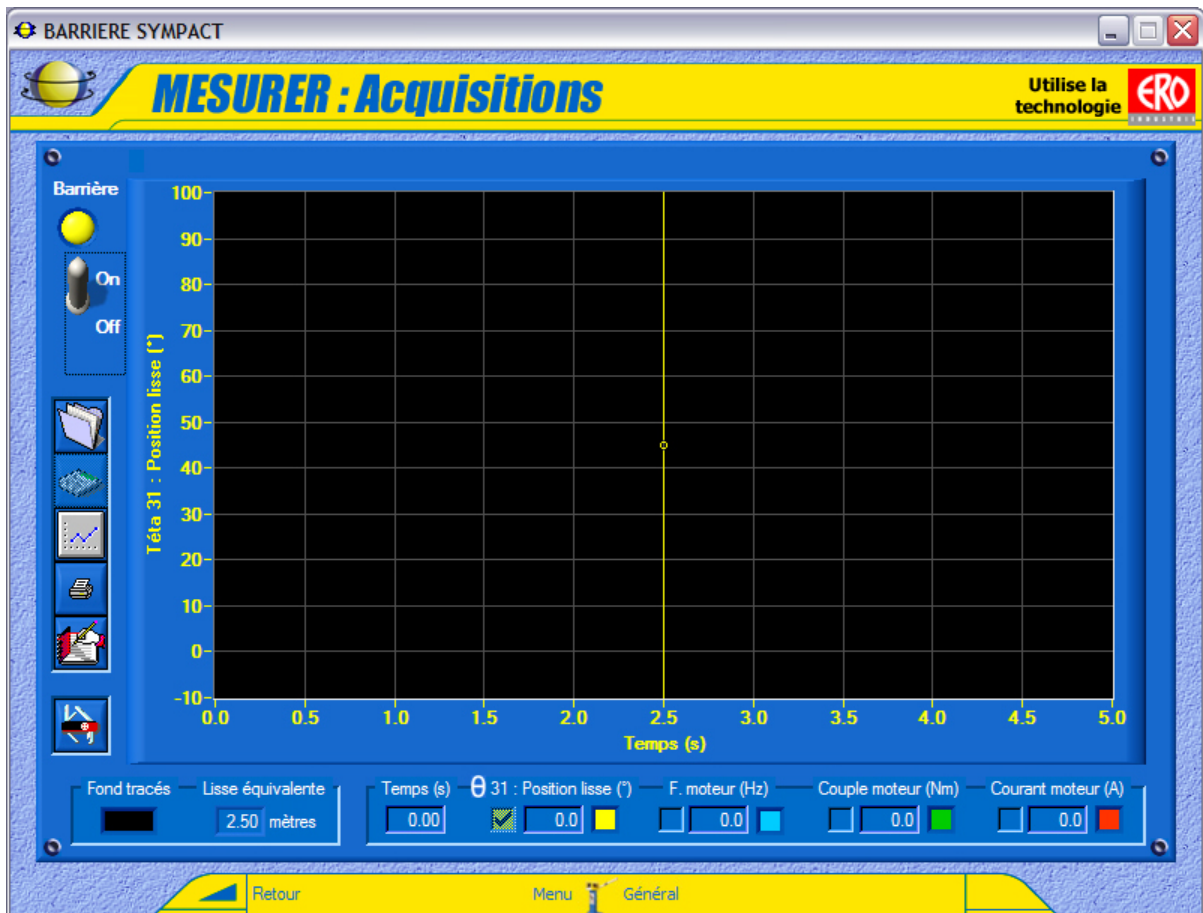 BARRIERE SYMPACT
MESURER : Acquisitions
Utilise la
technologie
ERO
INDUSTRIE
Barrière
On
Off
Téta 31 : Position lisse (°)
100
90
80
70
60
50
40
30
20
10
0
-10
0.0 0.5 1.0 1.5 2.0 2.5 3.0 3.5 4.0 4.5 5.0
Temps (s)
Fond tracés Lisse équivalente
2.50 mètres
Temps (s) θ 31 : Position lisse (°) F. moteur (Hz) Couple moteur (Nm) Courant moteur (A)
0.00 0.0 0.0 0.0 0.0
Retour Menu Général